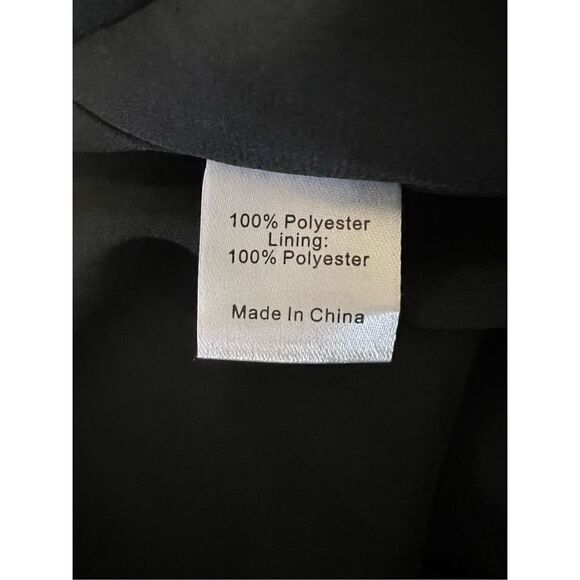 100% Polyester
Lining:
100% Polyester
Made In China